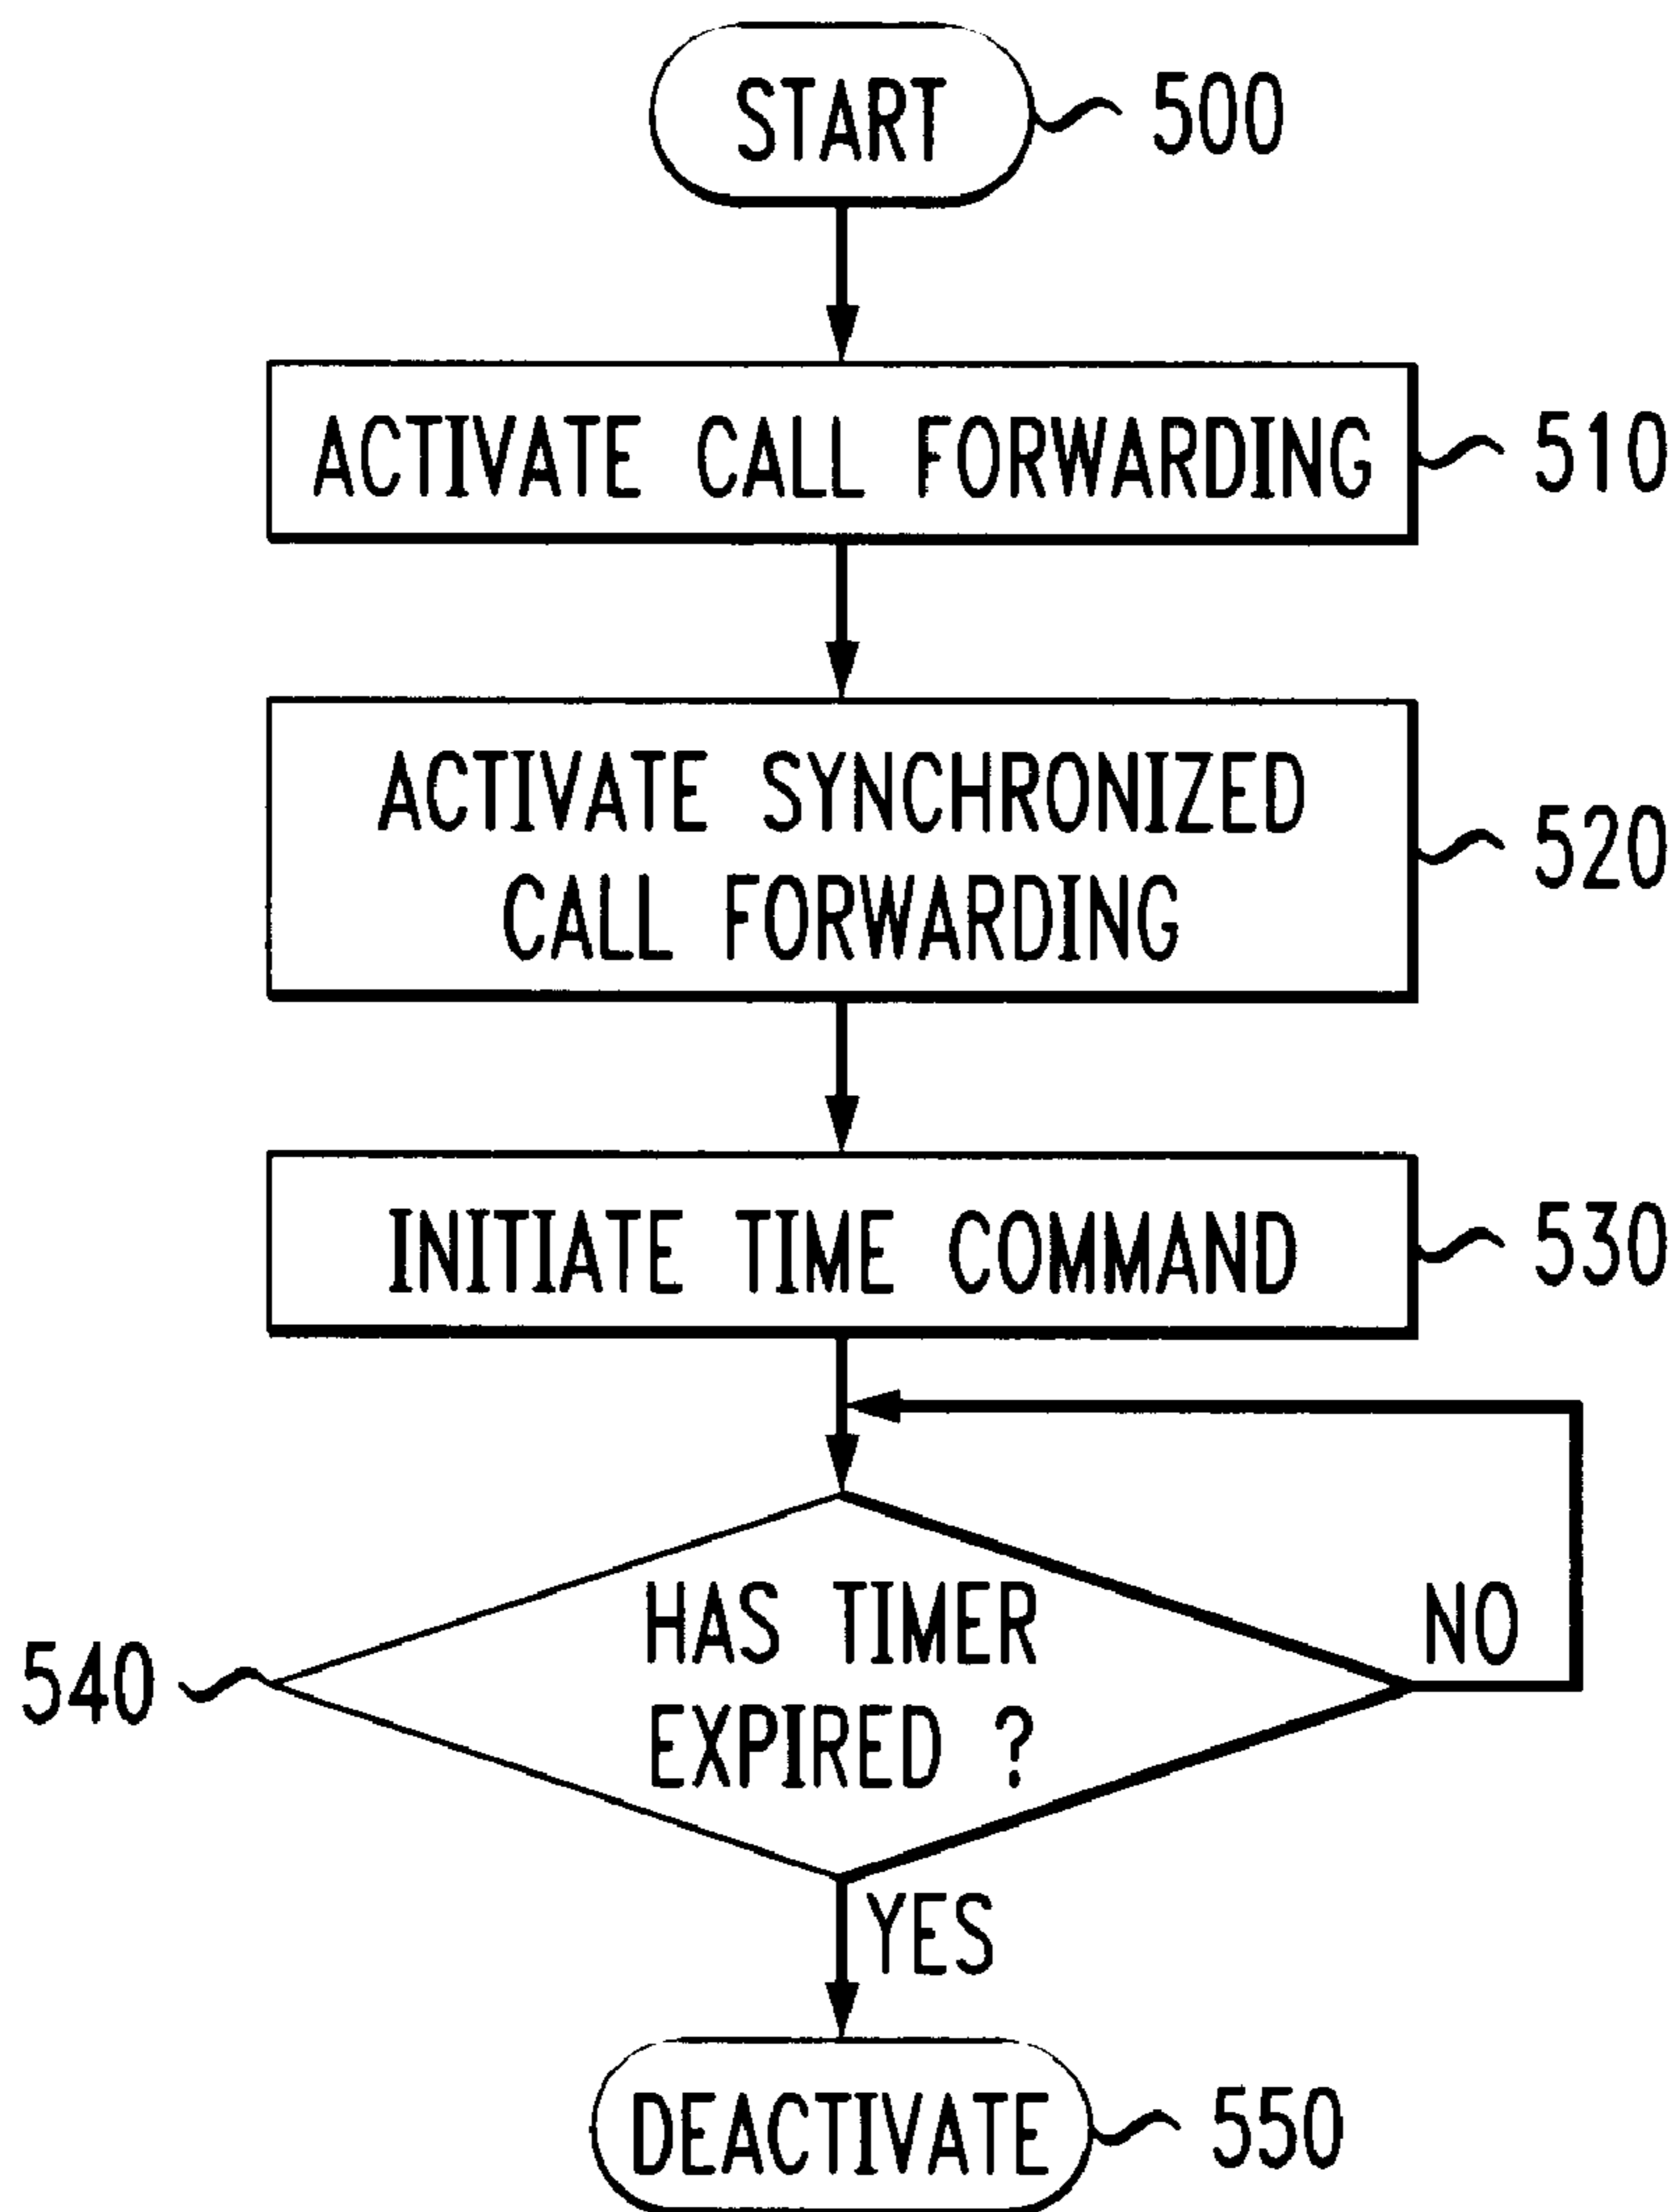 START
500
ACTIVATE CALL FORWARDING
510
ACTIVATE SYNCHRONIZED
CALL FORWARDING
520
INITIATE TIME COMMAND
530
HAS TIMER
EXPIRED ?
540
NO
YES
DEACTIVATE
550